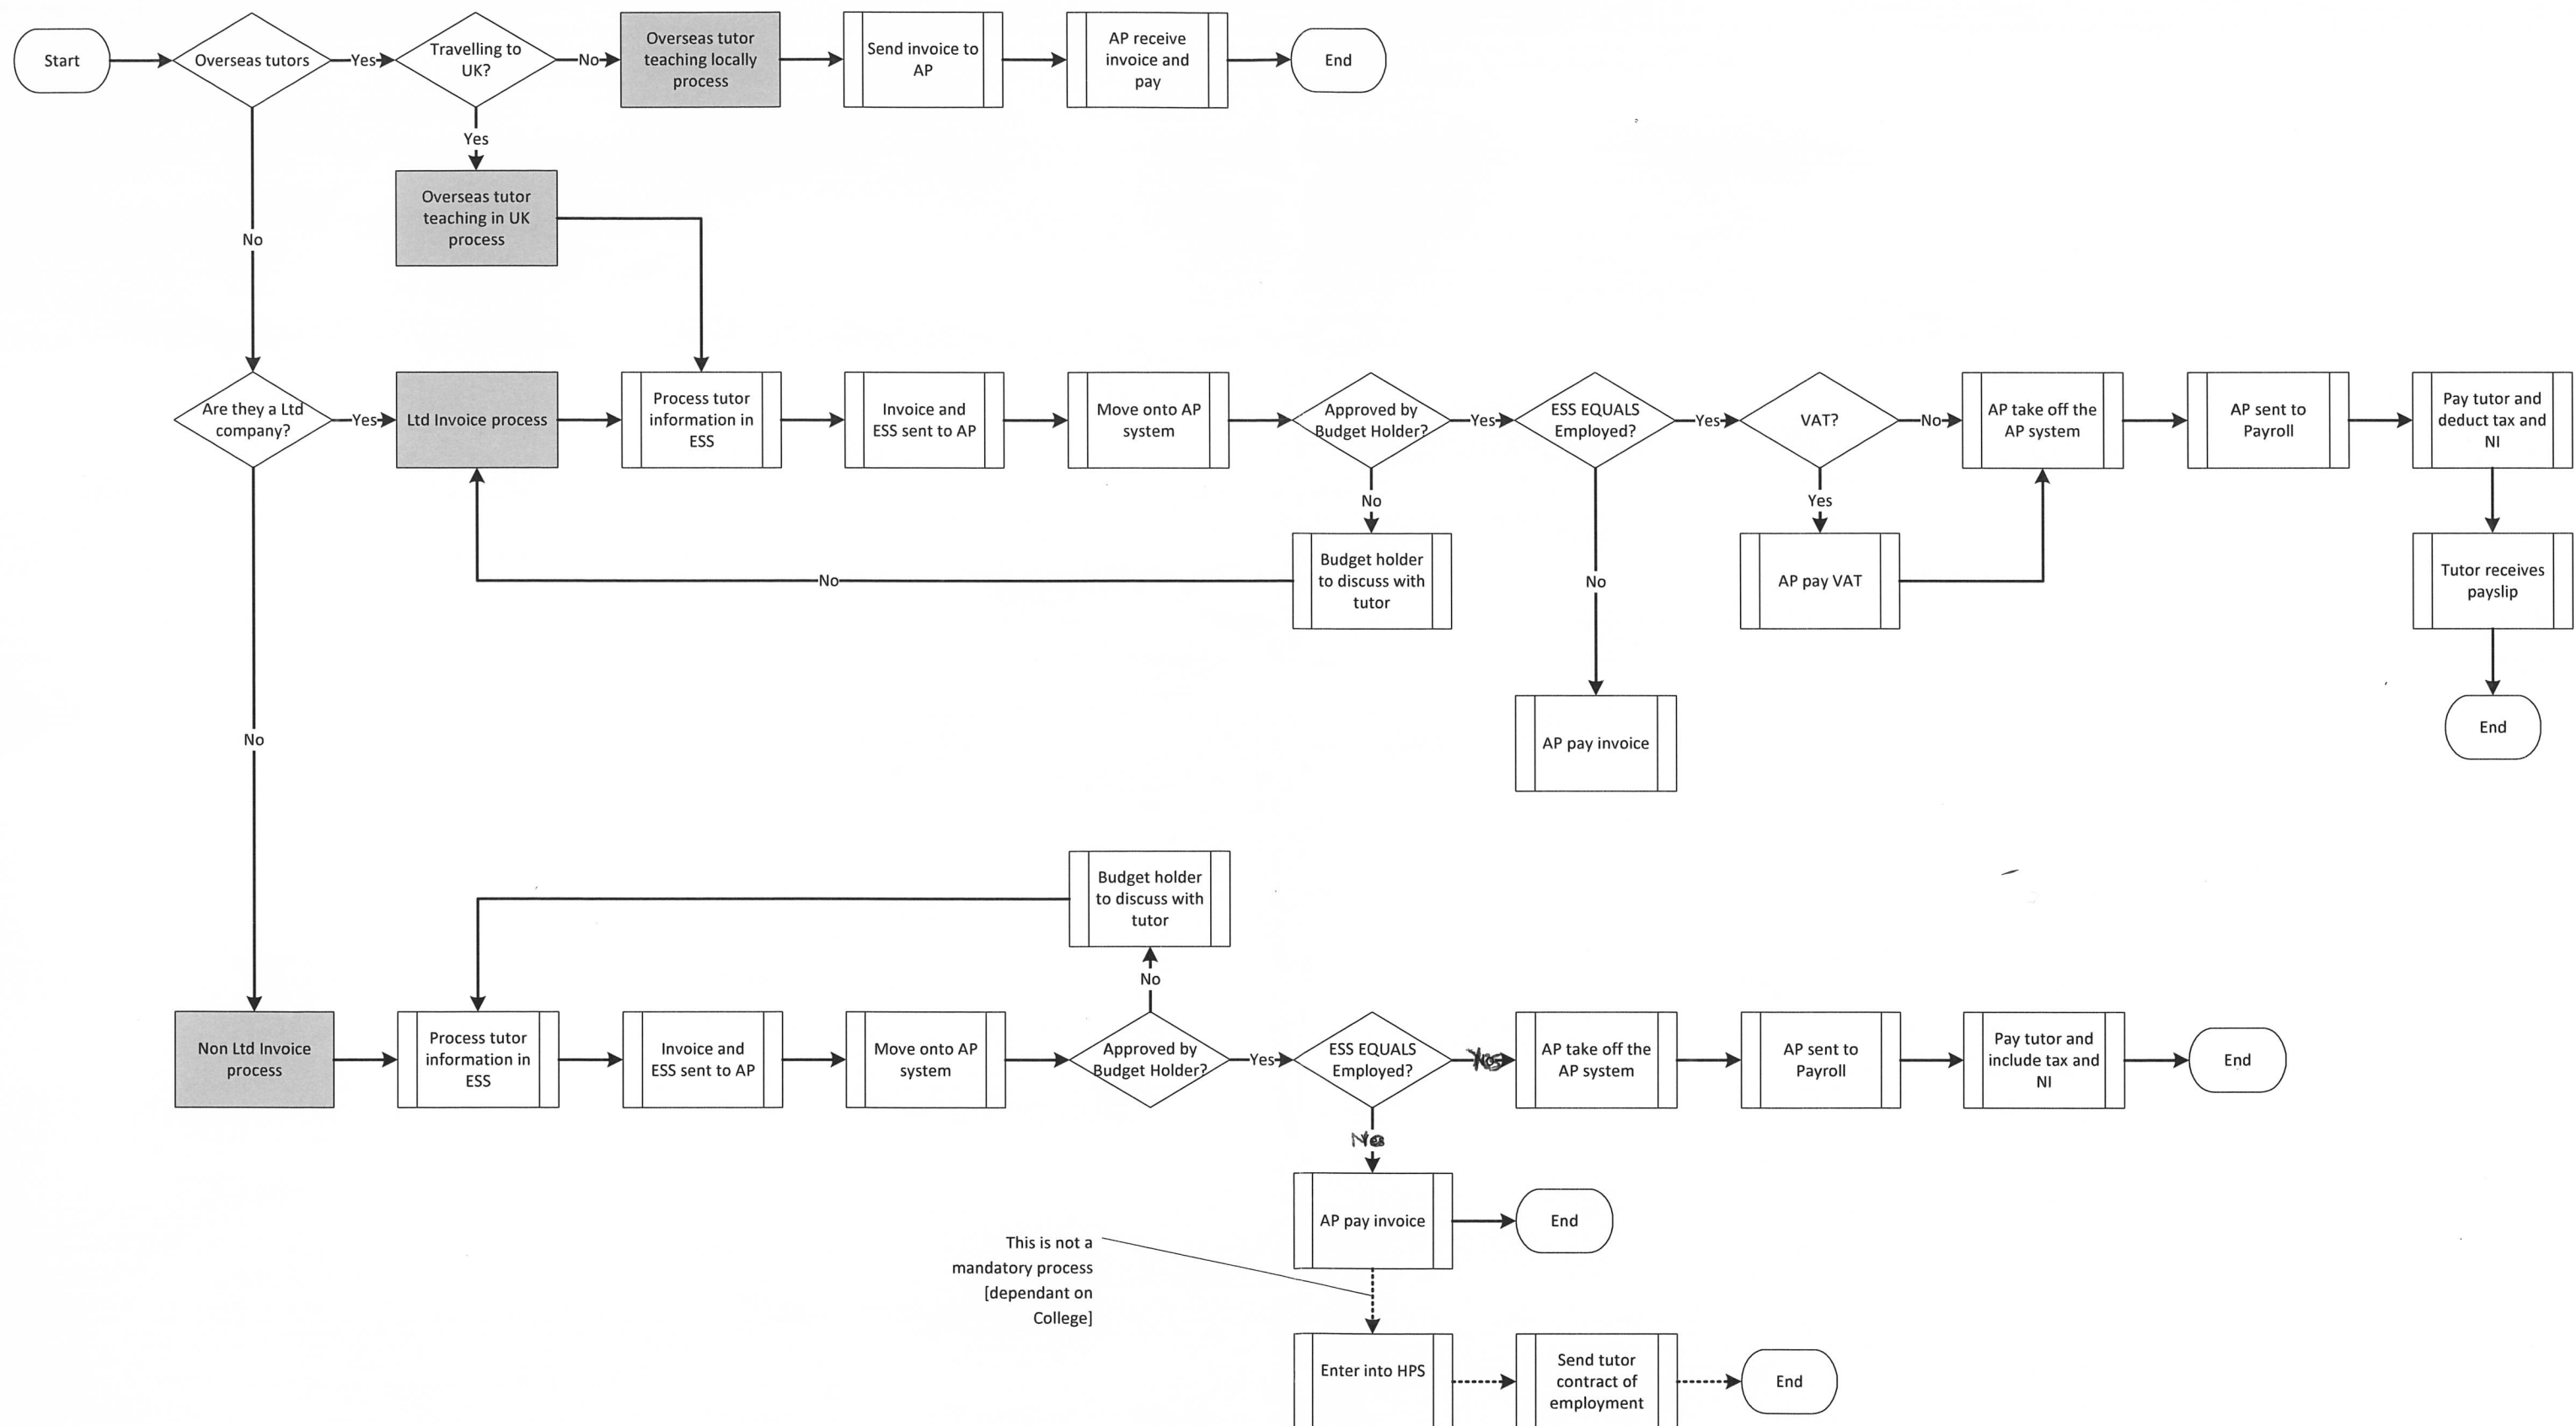 Start
Overseas tutors
Yes
Travelling to
UK?
No
Overseas tutor
teaching locally
process
Send invoice to
AP
AP receive
invoice and
pay
End
Yes
Overseas tutor
teaching in UK
process
No
Are they a Ltd
company?
Yes
Ltd Invoice process
Process tutor
information in
ESS
Invoice and
ESS sent to AP
Move onto AP
system
Approved by
Budget Holder?
Yes
ESS EQUALS
Employed?
Yes
VAT?
No
AP take off the
AP system
AP sent to
Payroll
Pay tutor and
deduct tax and
NI
No
Yes
Budget holder
to discuss with
tutor
No
No
AP pay VAT
Tutor receives
payslip
End
AP pay invoice
No
Budget holder
to discuss with
tutor
No
Non Ltd Invoice
process
Process tutor
information in
ESS
Invoice and
ESS sent to AP
Move onto AP
system
Approved by
Budget Holder?
Yes
ESS EQUALS
Employed?
AP take off the
AP system
AP sent to
Payroll
Pay tutor and
include tax and
NI
End
AP pay invoice
End
This is not a
mandatory process
[dependant on
College]
Enter into HPS
Send tutor
contract of
employment
End